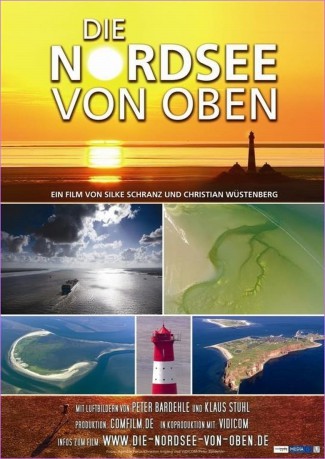 DIE
NORDSEE
VON OBEN
EIN FILM VON SILKE SCHRANZ UND CHRISTIAN WÜSTENBERG
MIT LUFTBILDERN VON PETER BARDEHLE UND KLAUS STUHL
PRODUKTION COMFILM.DE IN KOPRODUKTION MIT VIDICOM
INFOS ZUM FILM WWW.DIE-NORDSEE-VON-OBEN.DE